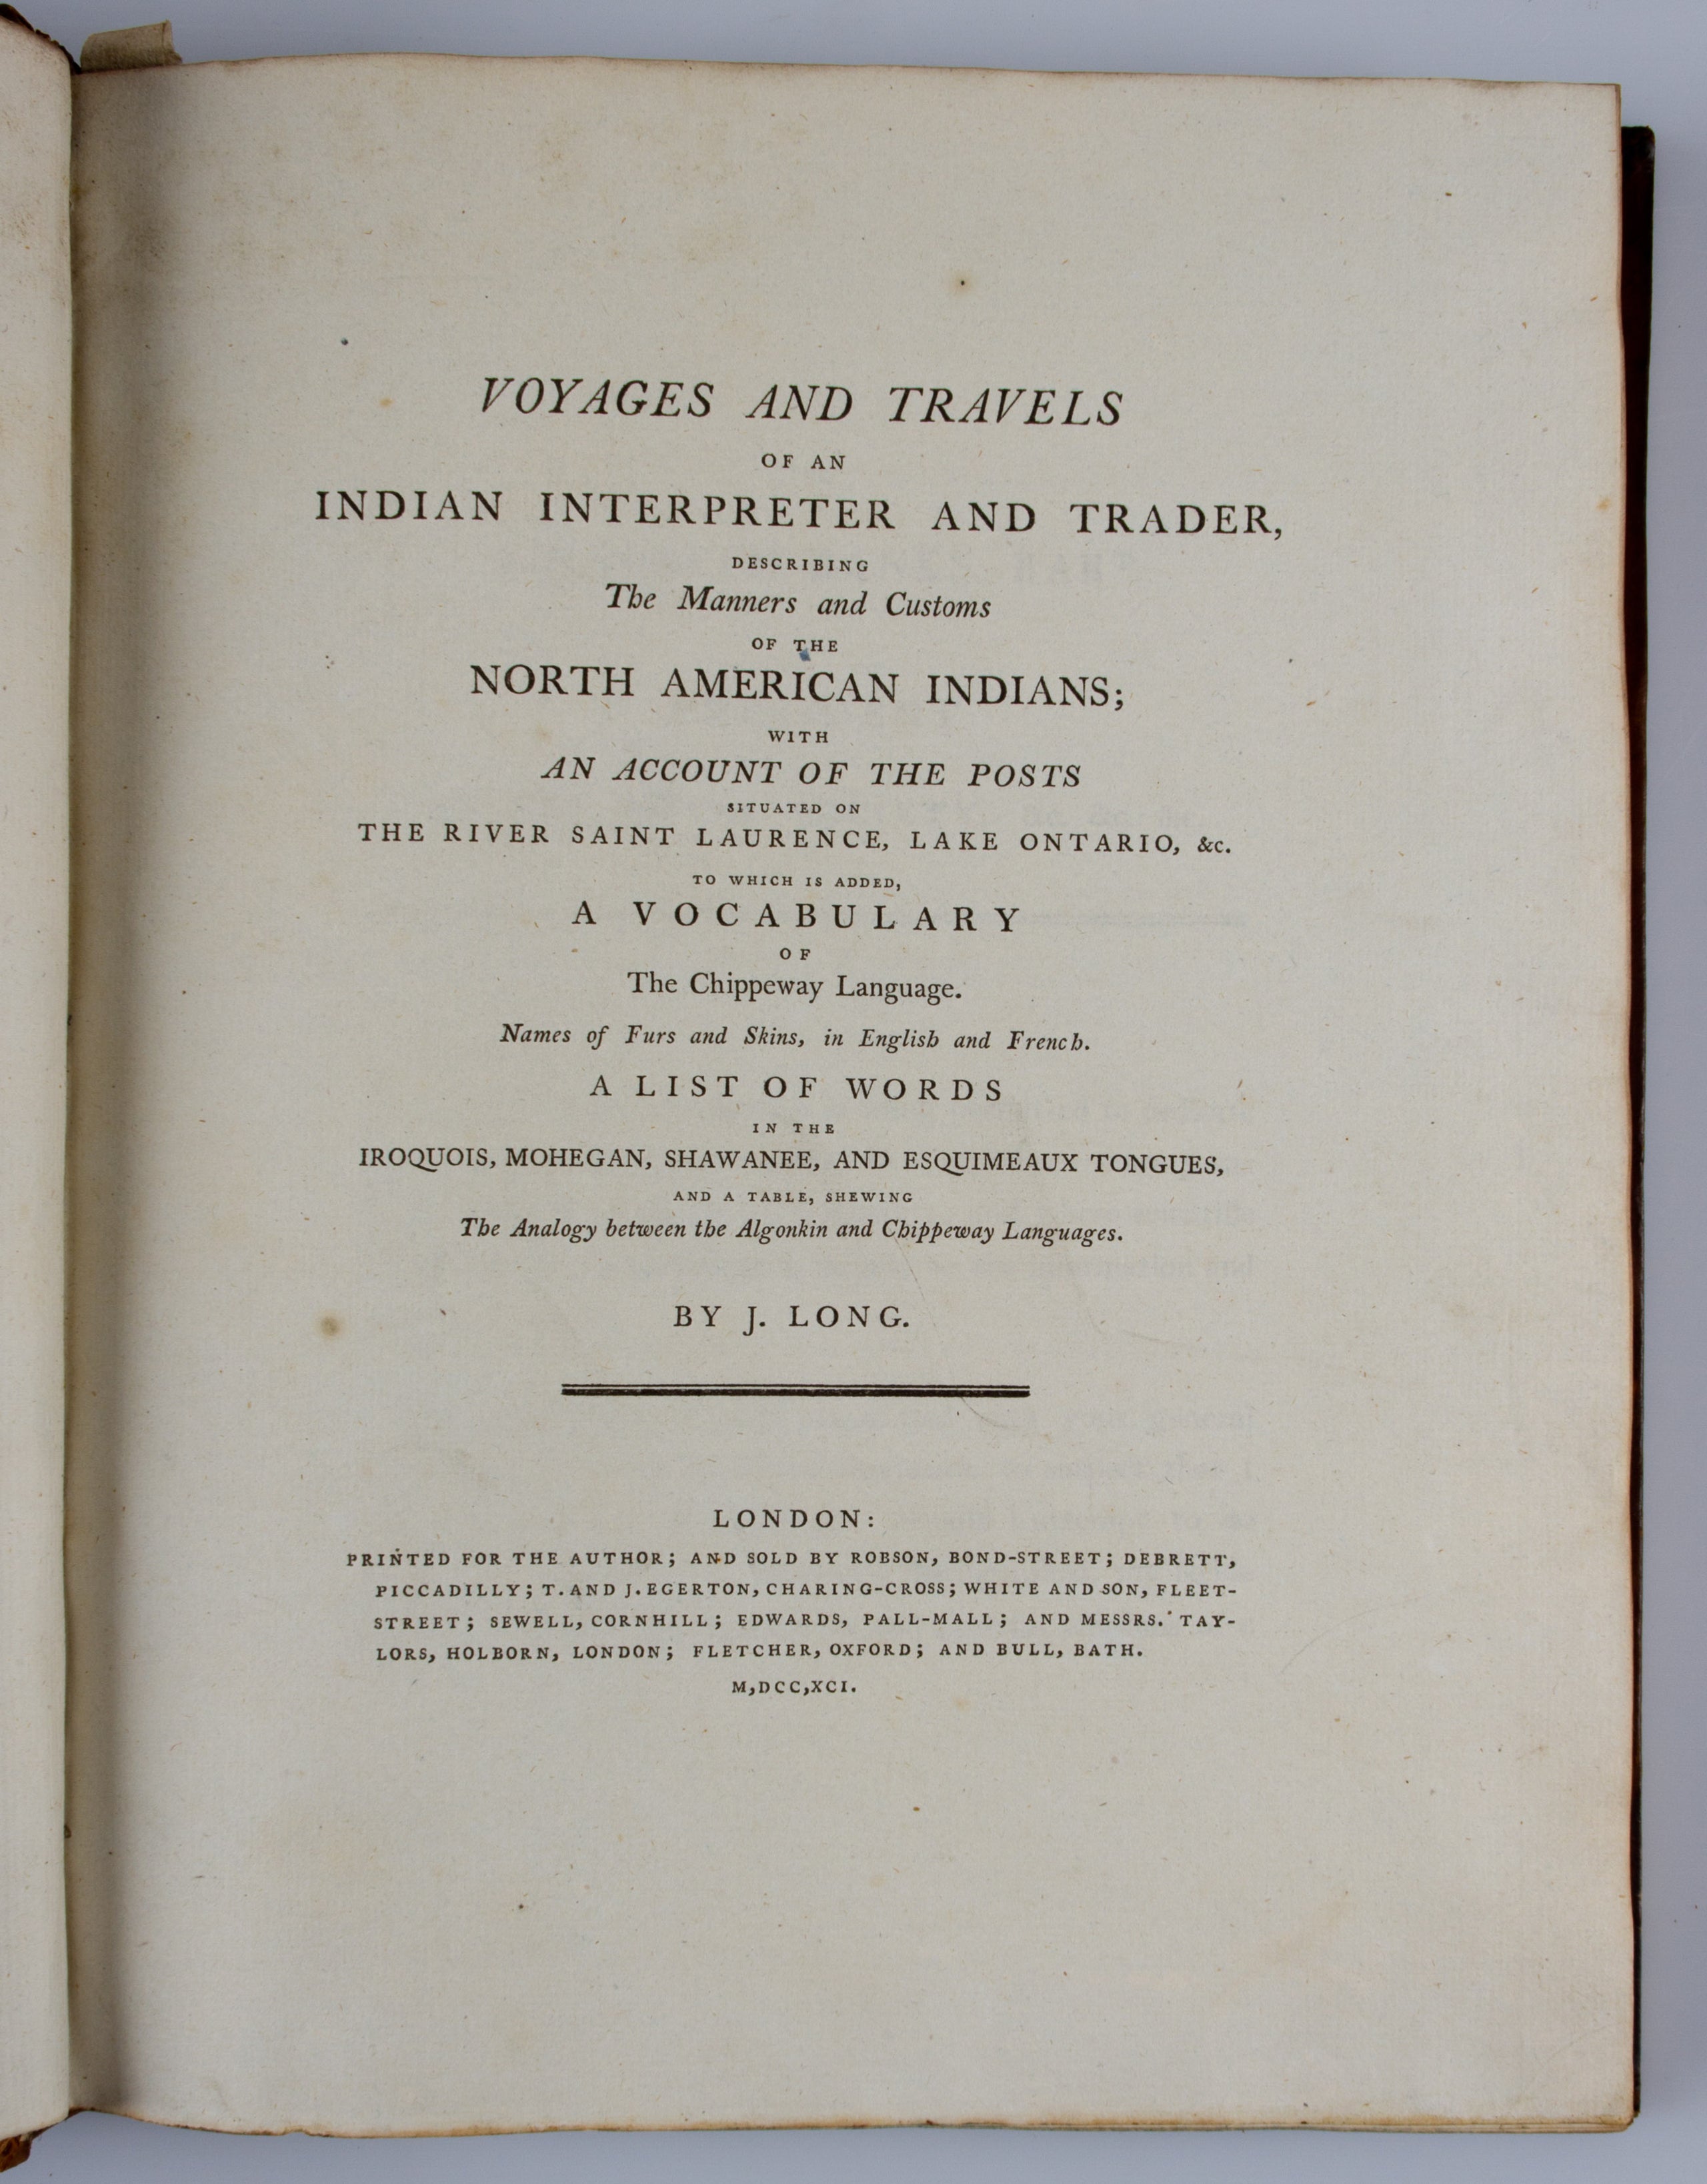 VOYAGES AND TRAVELS
OF AN
INDIAN INTERPRETER AND TRADER,
DESCRIBING
The Manners and Customs
OF THE
NORTH AMERICAN INDIANS;
WITH
AN ACCOUNT OF THE POSTS
SITUATED ON
THE RIVER SAINT LAURENCE, LAKE ONTARIO, &c.
TO WHICH IS ADDED,
A VOCABULARY
OF
The Chippeway Language.
Names of Furs and Skins, in English and French.
A LIST OF WORDS
IN THE
IROQUOIS, MOHEGAN, SHAWANEE, AND ESQUIMEAUX TONGUES,
AND A TABLE, SHEWING
The Analogy between the Algonkin and Chippeway Languages.
BY J. LONG.
LONDON:
PRINTED FOR THE AUTHOR; AND SOLD BY ROBSON, BOND-STREET; DEBRETT,
PICCADILLY; T. AND J. EGERTON, CHARING-CROSS; WHITE AND SON, FLEET-
STREET; SEWELL, CORNHILL; EDWARDS, PALL-MALL; AND MESSRS. TAY-
LORS, HOLBORN, LONDON; FLETCHER, OXFORD; AND BULL, BATH.
M,DCC,XCI.